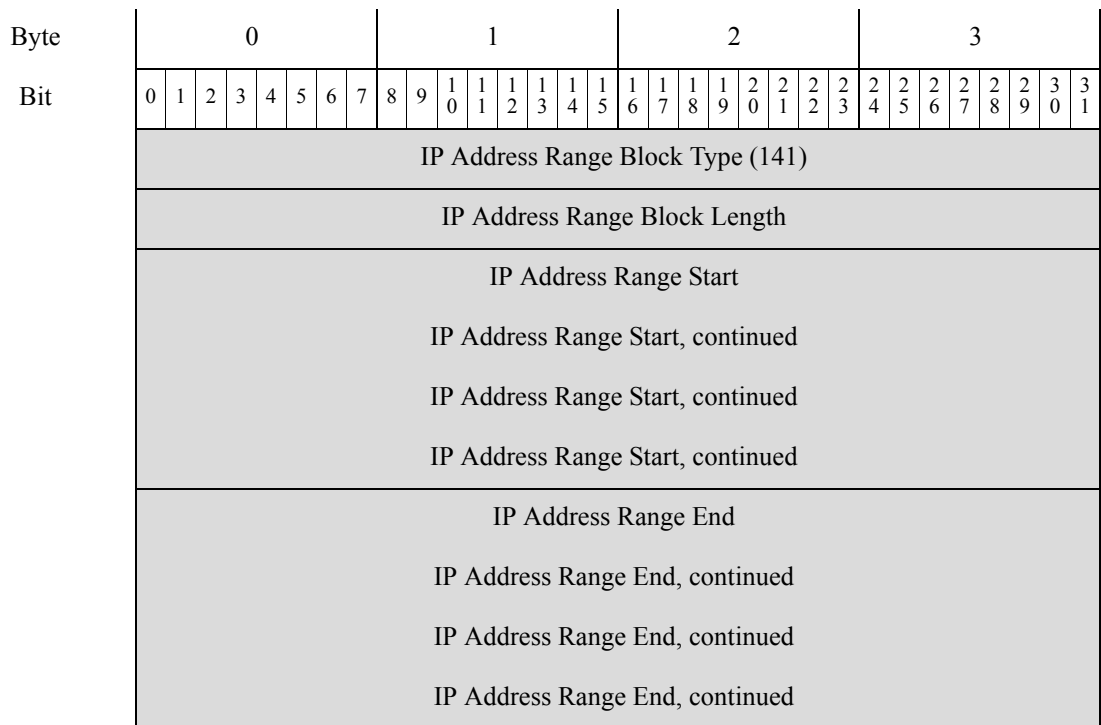 Byte 0 1 2 3
Bit 0 1 2 3 4 5 6 7 8 9 10 11 12 13 14 15 16 17 18 19 20 21 22 23 24 25 26 27 28 29 30 31
IP Address Range Block Type (141)
IP Address Range Block Length
IP Address Range Start
IP Address Range Start, continued
IP Address Range Start, continued
IP Address Range Start, continued
IP Address Range End
IP Address Range End, continued
IP Address Range End, continued
IP Address Range End, continued